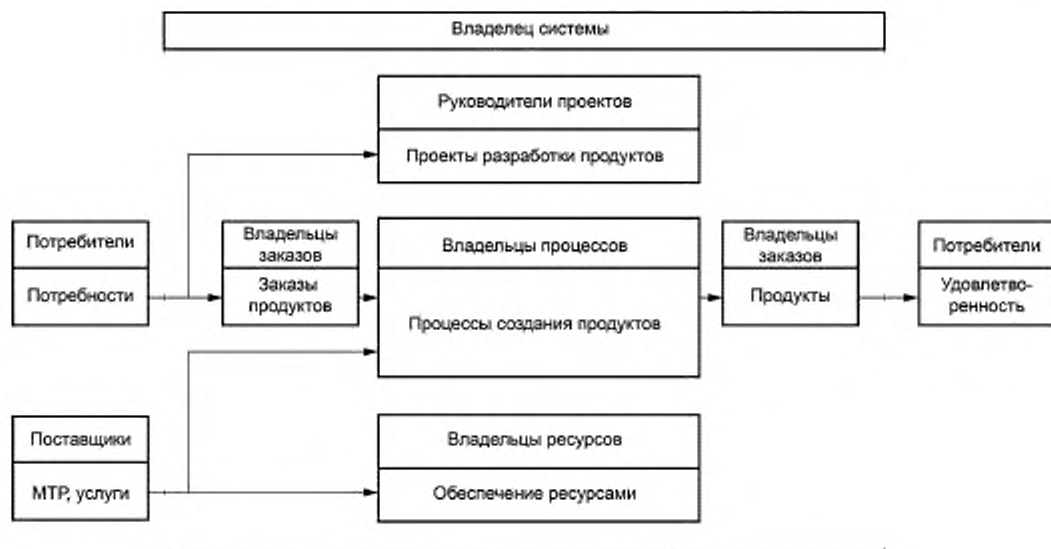 Владелец системы
Руководители проектов
Проекты разработки продуктов
Потребители
Потребности
Владельцы
заказов
Заказы
продуктов
Владельцы процессов
Процессы создания продуктов
Владельцы
заказов
Продукты
Потребители
Удовлетво-
ренность
Поставщики
МТР, услуги
Владельцы ресурсов
Обеспечение ресурсами